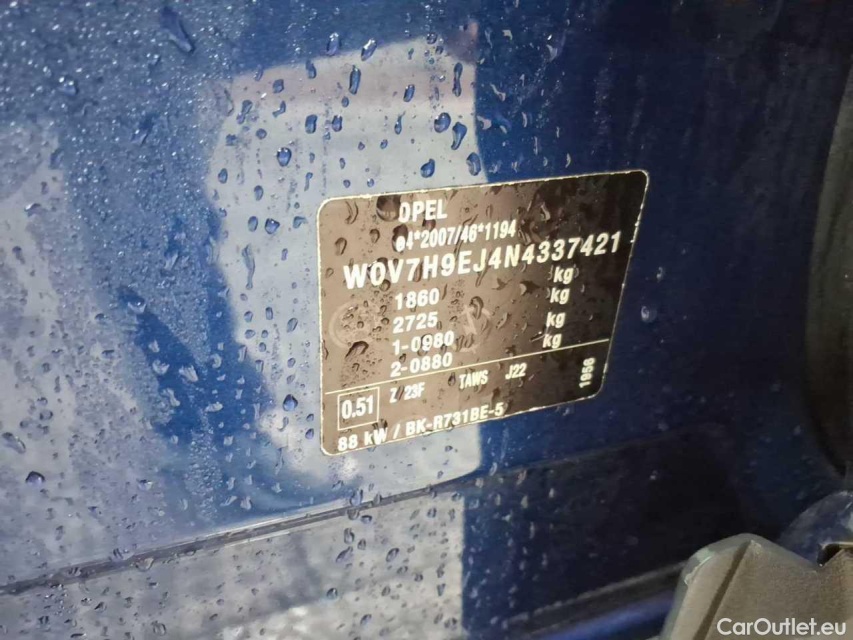 OPEL
e4*2007/46*1194
W0V7H9EJ4N4337421
1860 kg
2725 kg
1-0980 kg
2-0880 kg
0.51 Z/23F TAWS J22 1958
88 kW / BK-R731BE-5
CarOutlet.eu